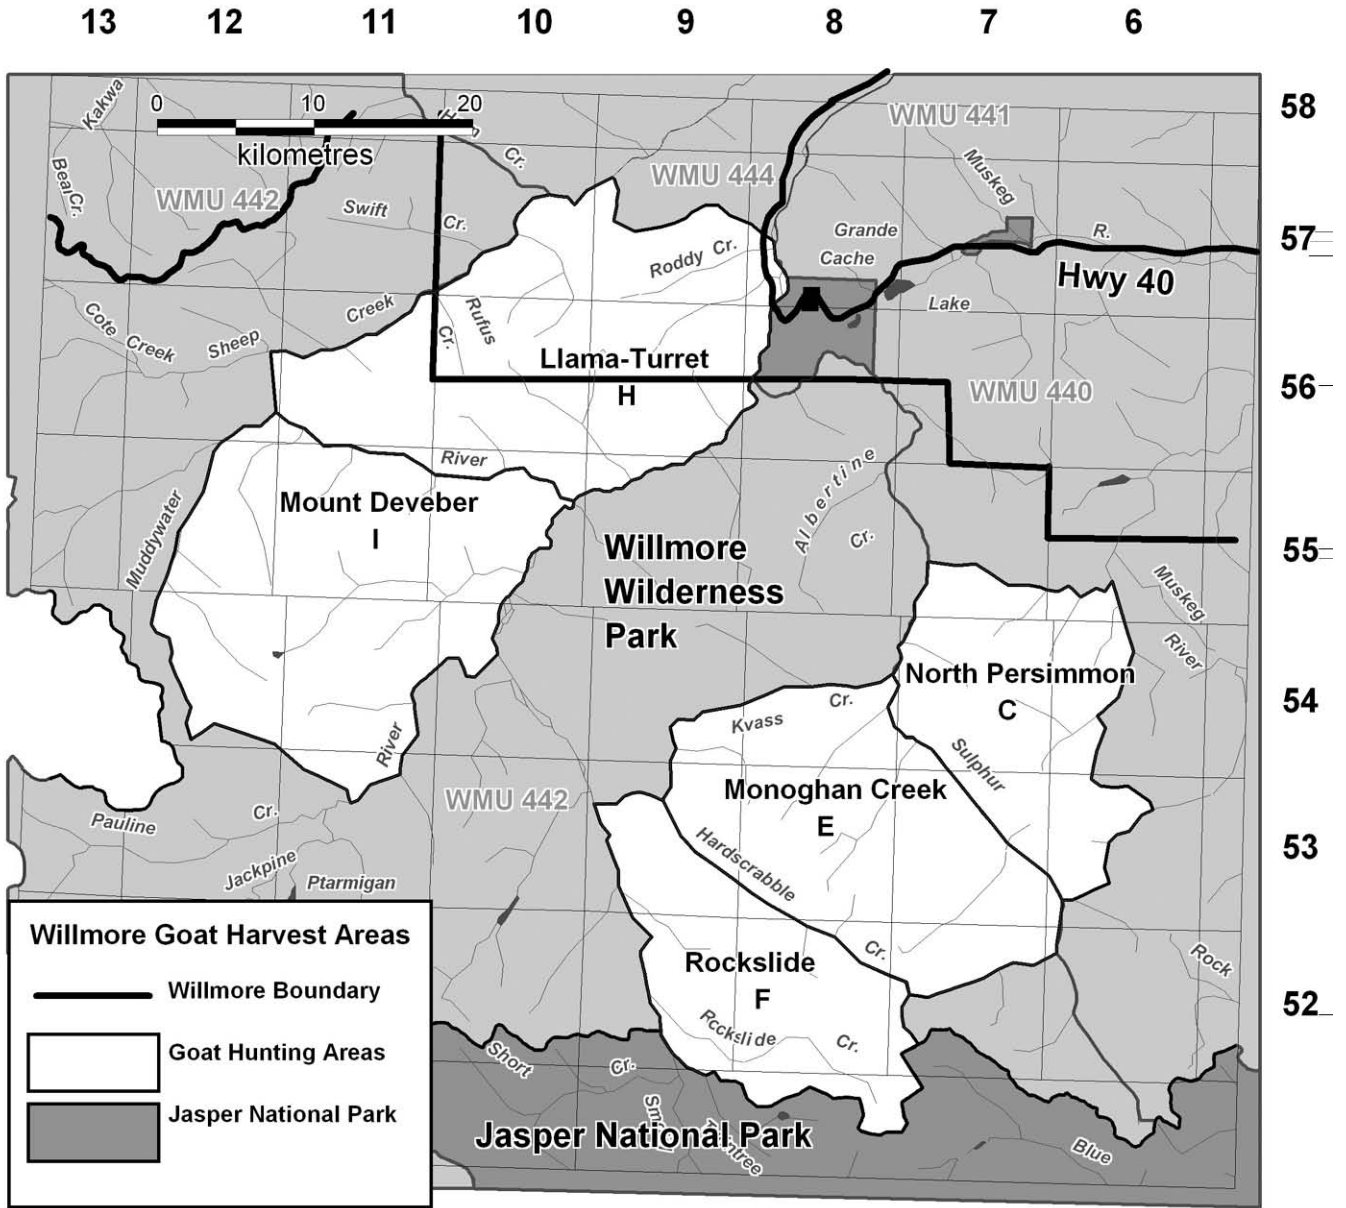 13 12 11 10 9 8 7 6
58
Kakwa
0 10 20
kilometres
Cr.
WMU 441
Bear Cr.
WMU 442
WMU 444
Muskeg
Swift
Cr.
Grande
Cache
R.
57
Roddy Cr.
Hwy 40
Cote Creek
Sheep
Creek
Rufus
Cr.
Lake
Llama-Turret
H
WMU 440
56
River
Albertine
Cr.
Mount Deveber
I
Muddywater
Willmore
Wilderness
Park
55
Muskeg
River
North Persimmon
C
54
Kvass
Cr.
River
Sulphur
Monoghan Creek
E
WMU 442
Pauline
Cr.
Hardscrabble
Cr.
53
Jackpine
Ptarmigan
Rockslide
F
Rockslide
Cr.
Rock
52
Willmore Goat Harvest Areas
Willmore Boundary
Goat Hunting Areas
Jasper National Park
Short
Cr.
Jasper National Park
Blue